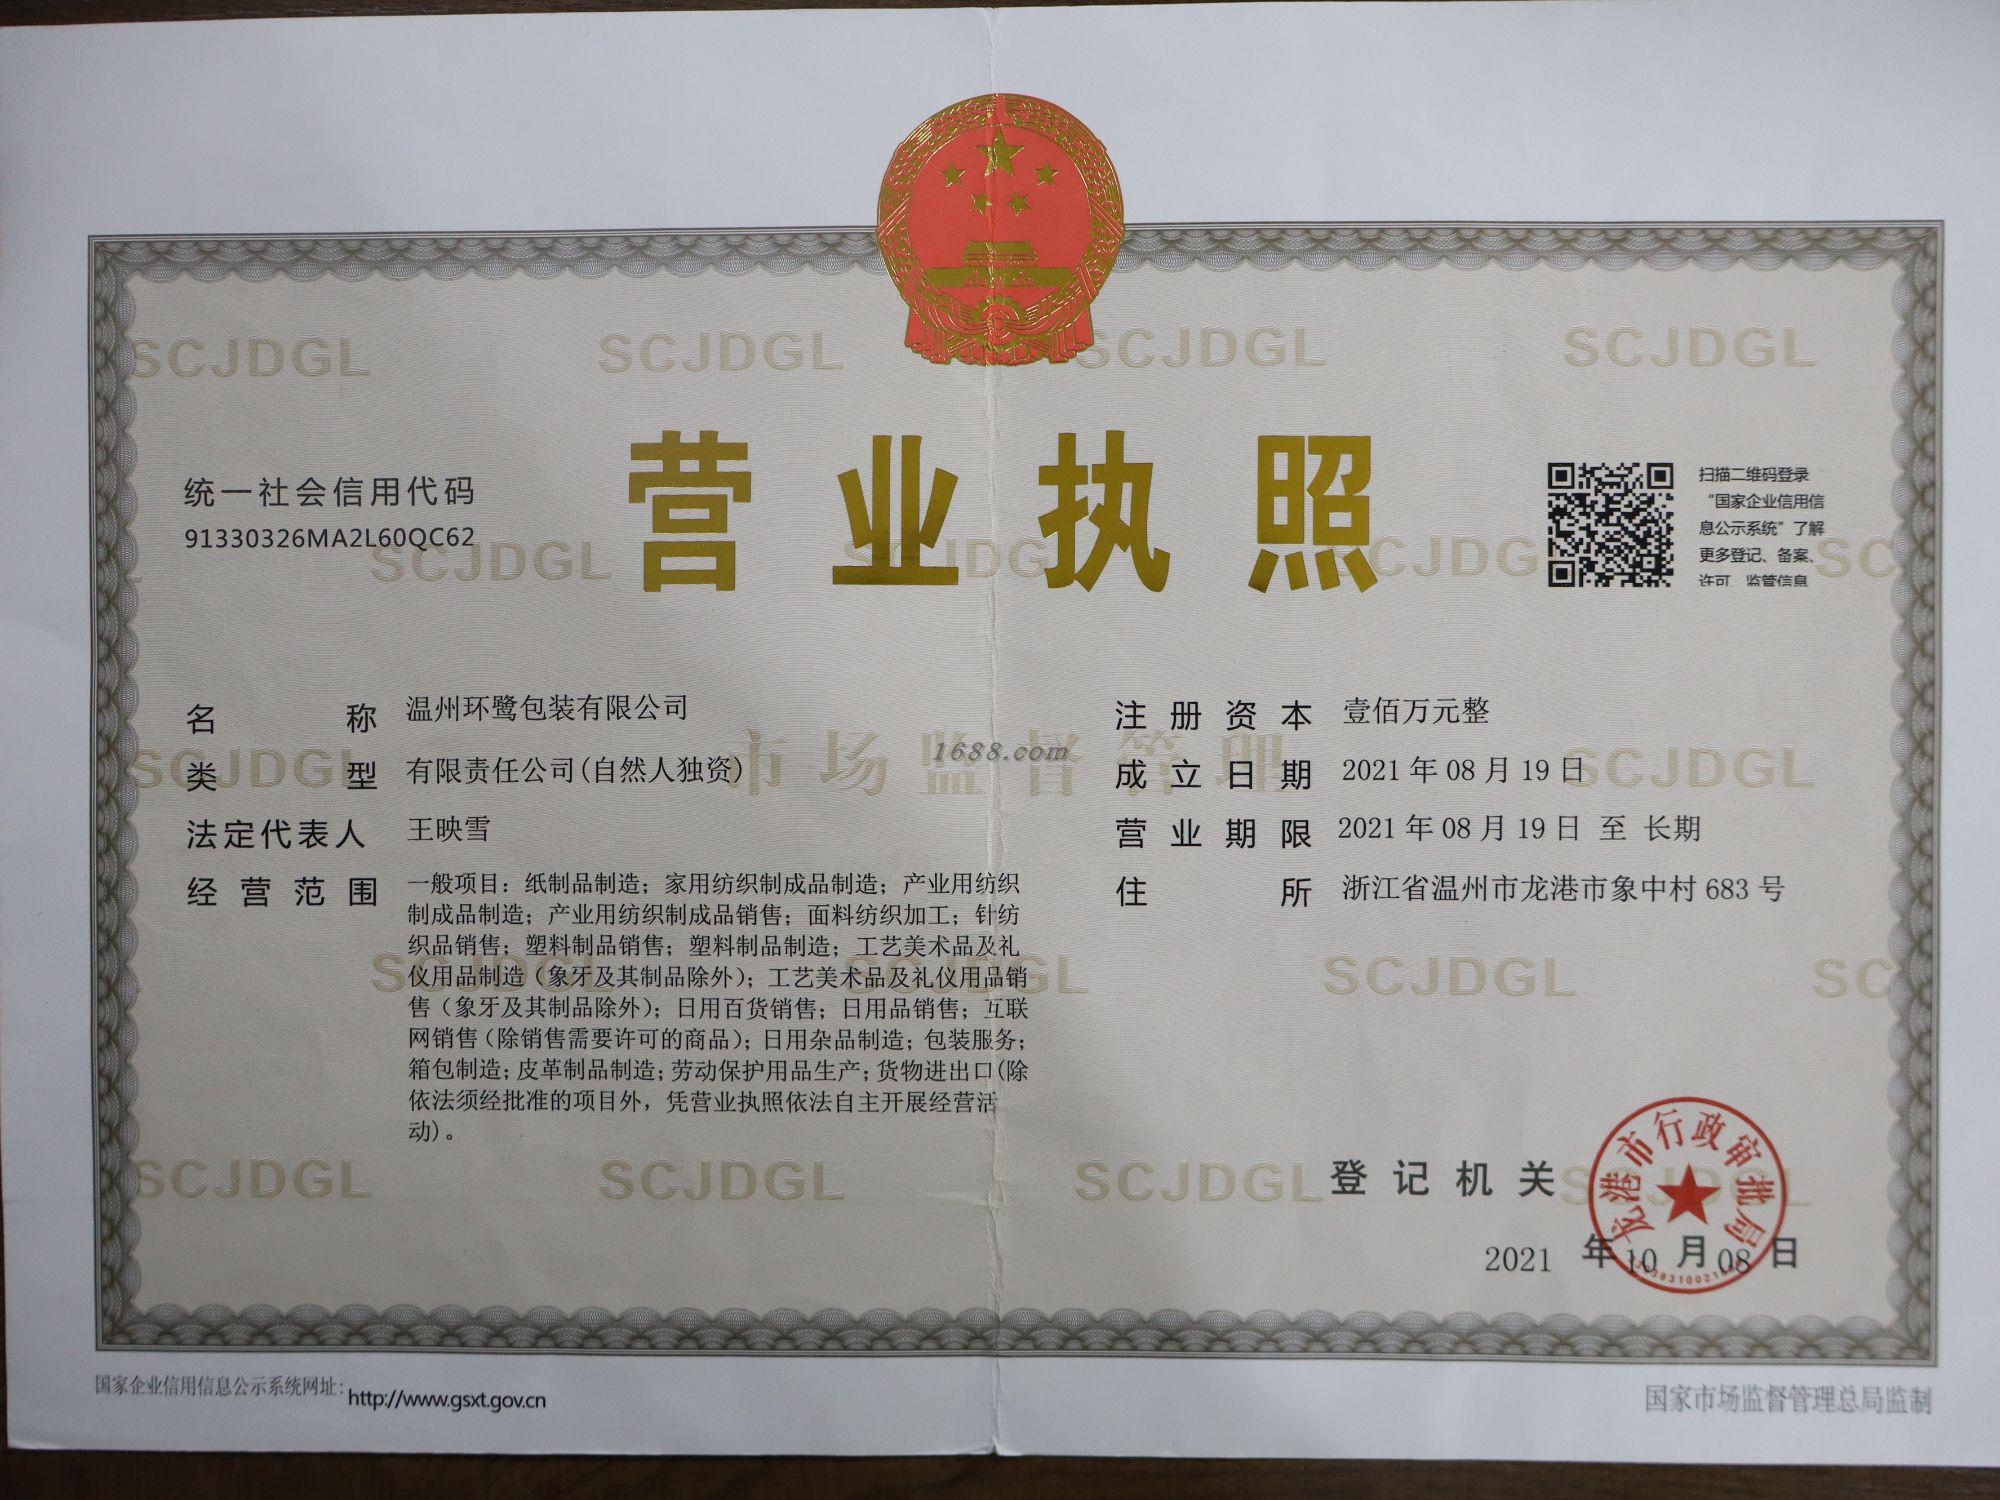 营业执照
统一社会信用代码
91330326MA2L60QC62
扫描二维码登录
“国家企业信用信
息公示系统”了解
更多登记、备案、
许可、监管信息
名称 温州环鹭包装有限公司
类型 有限责任公司(自然人独资)
法定代表人 王映雪
经营范围 一般项目：纸制品制造；家用纺织制成品制造；产业用纺织
制成品制造；产业用纺织制成品销售；面料纺织加工；针纺
织品销售；塑料制品销售；塑料制品制造；工艺美术品及礼
仪用品制造（象牙及其制品除外）；工艺美术品及礼仪用品销
售（象牙及其制品除外）；日用百货销售；日用品销售；互联
网销售（除销售需要许可的商品）；日用杂品制造；包装服务；
箱包制造；皮革制品制造；劳动保护用品生产；货物进出口(除
依法须经批准的项目外，凭营业执照依法自主开展经营活
动)。
注册资本 壹佰万元整
成立日期 2021年08月19日
营业期限 2021年08月19日 至 长期
住所 浙江省温州市龙港市象中村683号
登记机关
龙港市行政审批局
2021 年 10 月 08 日
国家企业信用信息公示系统网址：http://www.gsxt.gov.cn
国家市场监督管理总局监制
SCJDGL SCJDGL SCJDGL SCJDGL
市场监督管理
1688.com